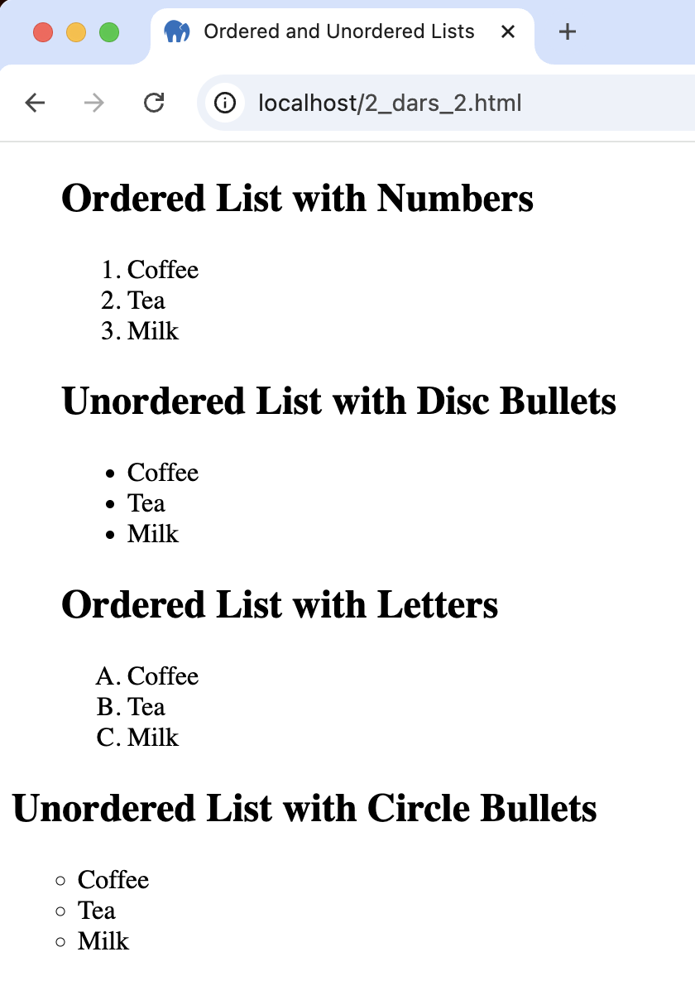 Ordered and Unordered Lists
localhost/2_dars_2.html
Ordered List with Numbers
1. Coffee
2. Tea
3. Milk
Unordered List with Disc Bullets
• Coffee
• Tea
• Milk
Ordered List with Letters
A. Coffee
B. Tea
C. Milk
Unordered List with Circle Bullets
○ Coffee
○ Tea
○ Milk